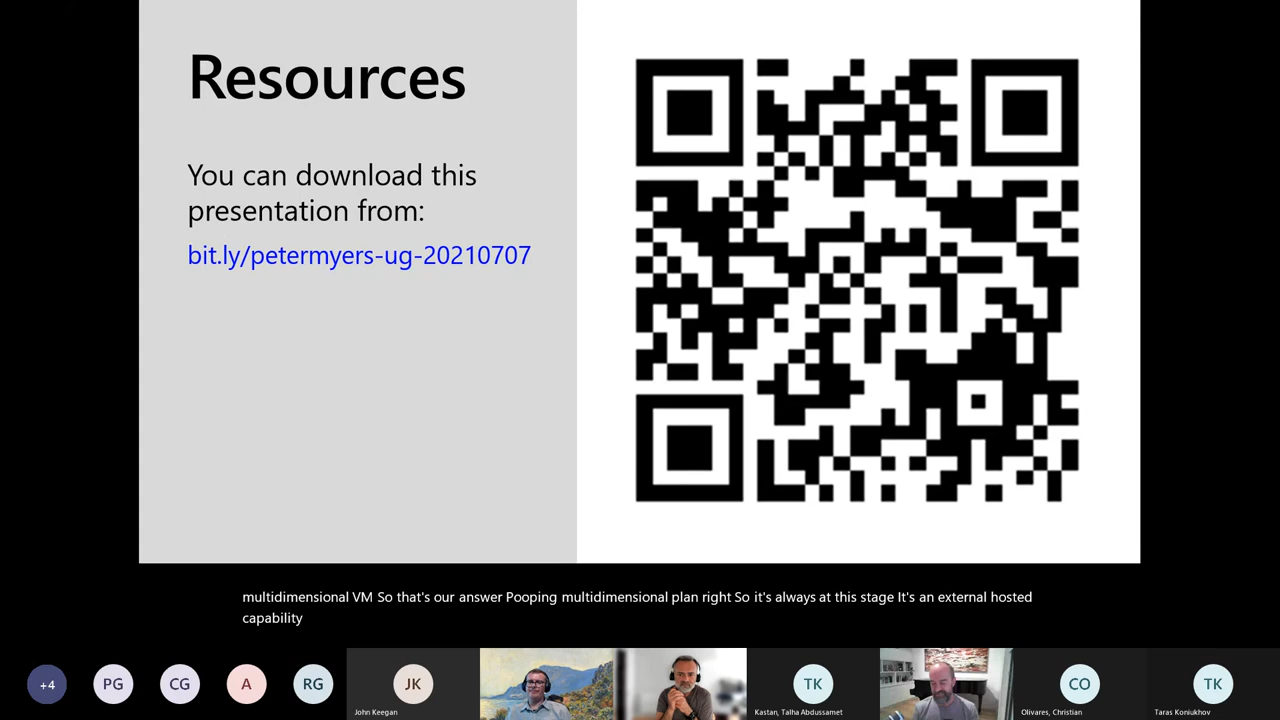 Resources
You can download this
presentation from:
bit.ly/petermyers-ug-20210707
multidimensional VM So that's our answer Pooping multidimensional plan right So it's always at this stage It's an external hosted
capability
+4
PG
CG
A
RG
JK
John Keegan
TK
Kastan, Talha Abdussamet
CO
Olivares, Christian
TK
Taras Koniukhov